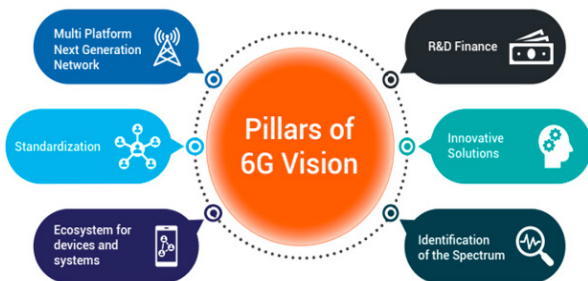 Multi Platform
Next Generation
Network
R&D Finance
Standardization
Pillars of
6G Vision
Innovative
Solutions
Ecosystem for
devices and
systems
Identification
of the Spectrum